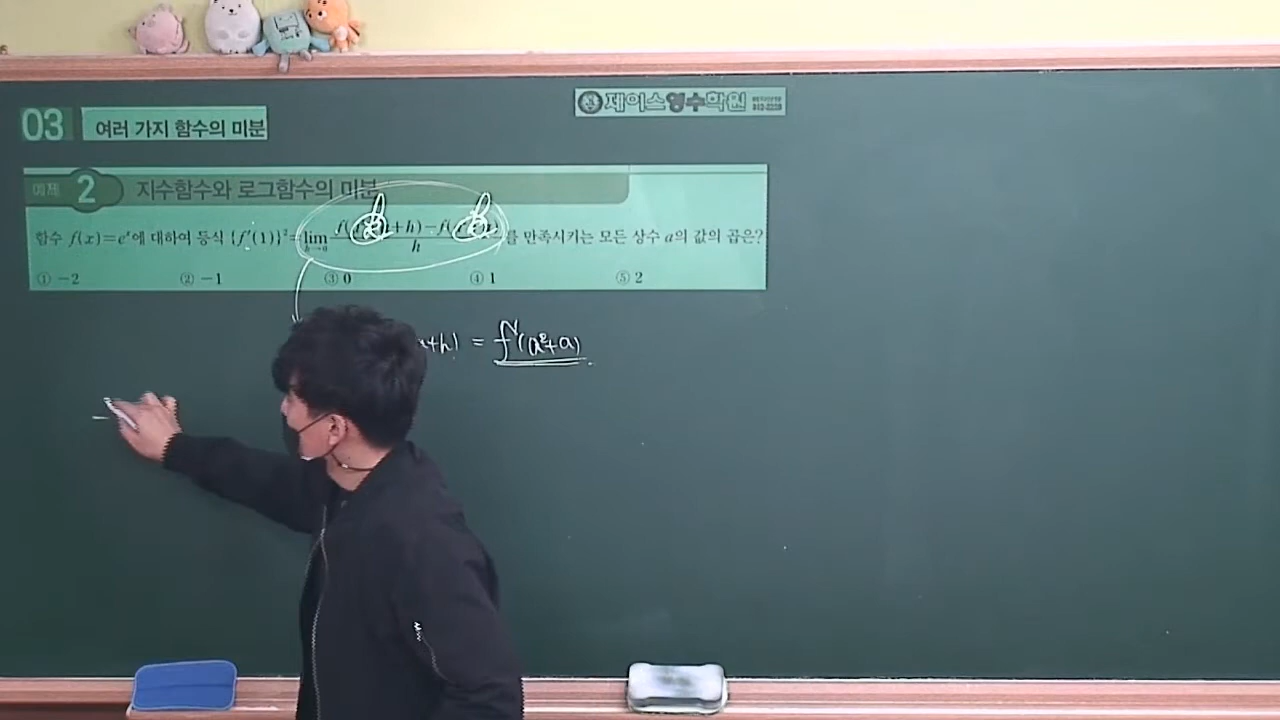 제이스영수학원
03 여러 가지 함수의 미분
예제 2 지수함수와 로그함수의 미분
함수 f(x)=eˣ에 대하여 등식 {f′(1)}²=lim h→0 를 만족시키는 모든 상수 a의 값의 곱은?
h
① −2 ② −1 ③ 0 ④ 1 ⑤ 2
+h) = f′(a²+a)